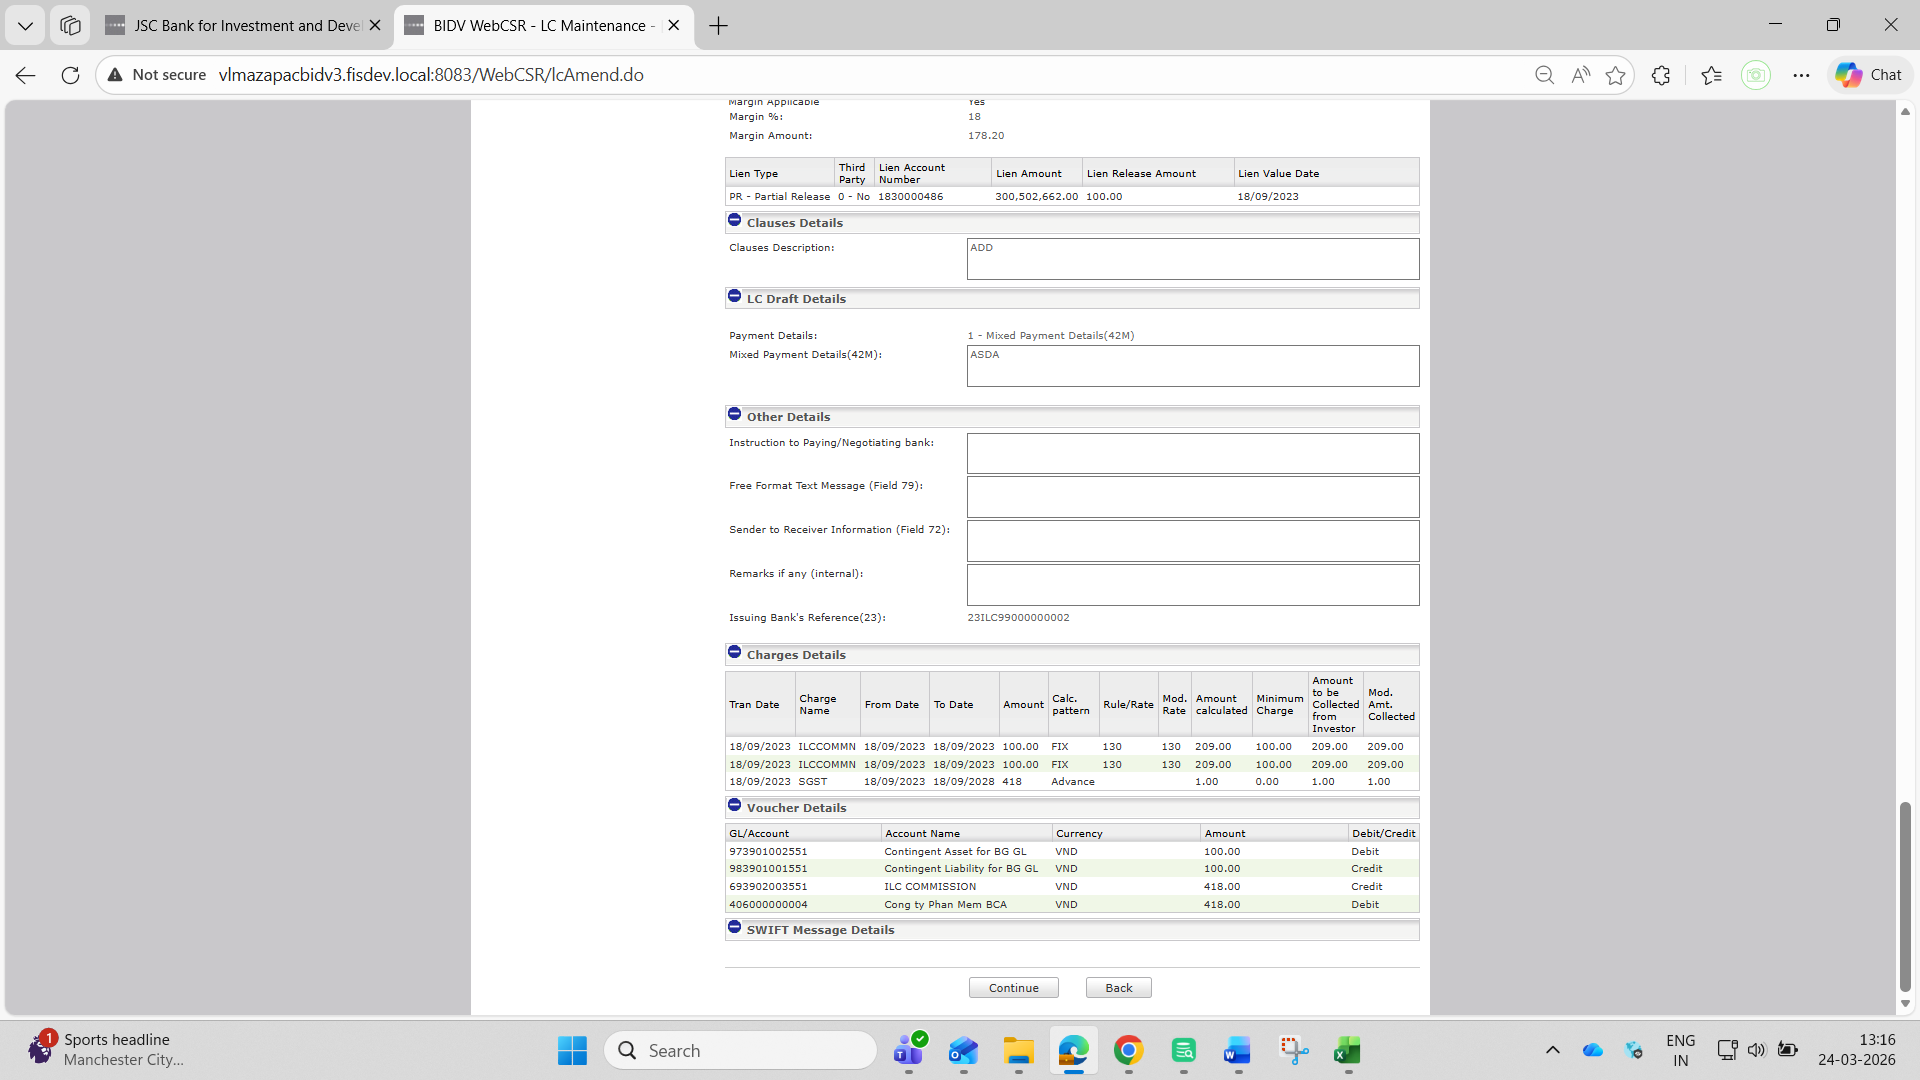 JSC Bank for Investment and Deve
BIDV WebCSR - LC Maintenance -
Not secure vlmazapacbidv3.fisdev.local:8083/WebCSR/lcAmend.do
Chat
Margin Applicable Yes
Margin %: 18
Margin Amount: 178.20
Lien Type Third Party Lien Account Number Lien Amount Lien Release Amount Lien Value Date
PR - Partial Release 0 - No 1830000486 300,502,662.00 100.00 18/09/2023
Clauses Details
Clauses Description: ADD
LC Draft Details
Payment Details: 1 - Mixed Payment Details(42M)
Mixed Payment Details(42M): ASDA
Other Details
Instruction to Paying/Negotiating bank:
Free Format Text Message (Field 79):
Sender to Receiver Information (Field 72):
Remarks if any (internal):
Issuing Bank's Reference(23): 23ILC99000000002
Charges Details
Tran Date Charge Name From Date To Date Amount Calc. pattern Rule/Rate Mod. Rate Amount calculated Minimum Charge Amount to be Collected from Investor Mod. Amt. Collected
18/09/2023 ILCCOMMN 18/09/2023 18/09/2023 100.00 FIX 130 130 209.00 100.00 209.00 209.00
18/09/2023 ILCCOMMN 18/09/2023 18/09/2023 100.00 FIX 130 130 209.00 100.00 209.00 209.00
18/09/2023 SGST 18/09/2023 18/09/2028 418 Advance 1.00 0.00 1.00 1.00
Voucher Details
GL/Account Account Name Currency Amount Debit/Credit
973901002551 Contingent Asset for BG GL VND 100.00 Debit
983901001551 Contingent Liability for BG GL VND 100.00 Credit
693902003551 ILC COMMISSION VND 418.00 Credit
406000000004 Cong ty Phan Mem BCA VND 418.00 Debit
SWIFT Message Details
Continue Back
1
Sports headline
Manchester City...
Search
ENG
IN
13:16
24-03-2026